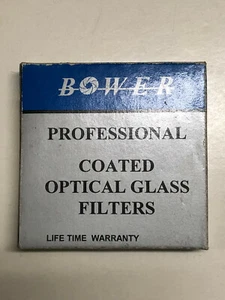 BOWER
PROFESSIONAL
COATED
OPTICAL GLASS
FILTERS
LIFE TIME WARRANTY